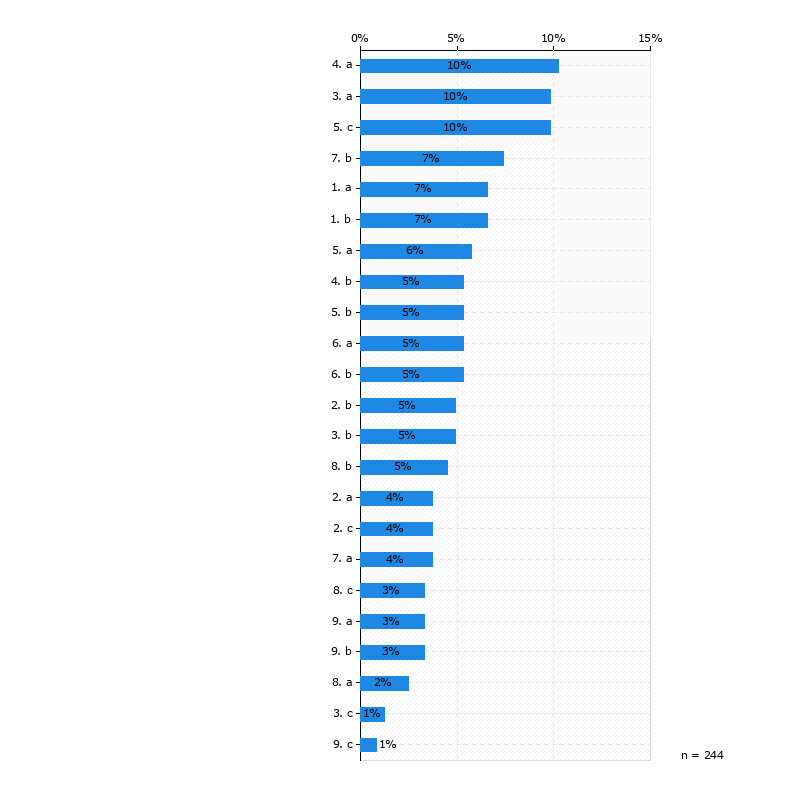 0% 5% 10% 15%
4. a 10%
3. a 10%
5. c 10%
7. b 7%
1. a 7%
1. b 7%
5. a 6%
4. b 5%
5. b 5%
6. a 5%
6. b 5%
2. b 5%
3. b 5%
8. b 5%
2. a 4%
2. c 4%
7. a 4%
8. c 3%
9. a 3%
9. b 3%
8. a 2%
3. c 1%
9. c 1%
n = 244